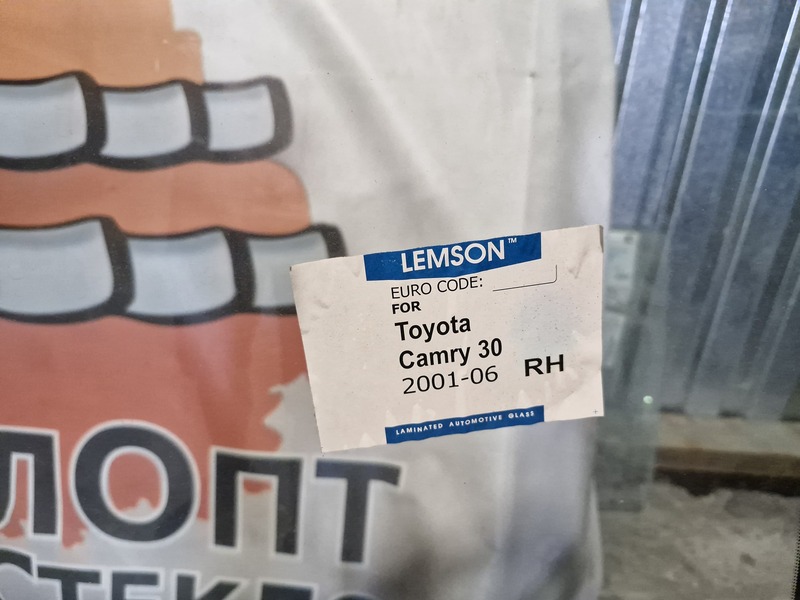 LEMSON™
EURO CODE:
FOR
Toyota
Camry 30
2001-06 RH
LAMINATED AUTOMOTIVE GLASS
ЛОПТ